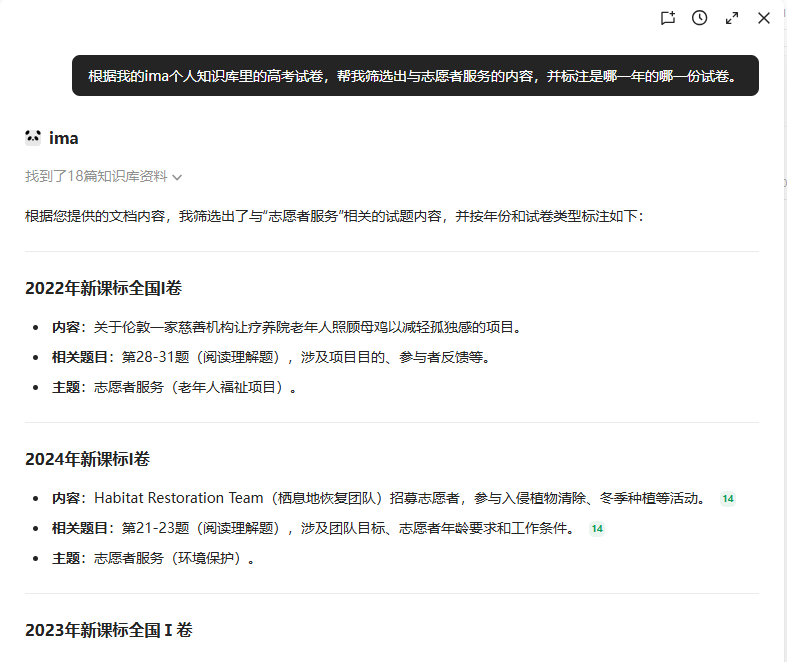 根据我的ima个人知识库里的高考试卷，帮我筛选出与志愿者服务的内容，并标注是哪一年的哪一份试卷。
ima
找到了18篇知识库资料
根据您提供的文档内容，我筛选出了与“志愿者服务”相关的试题内容，并按年份和试卷类型标注如下：
2022年新课标全国I卷
• 内容：关于伦敦一家慈善机构让疗养院老年人照顾母鸡以减轻孤独感的项目。
• 相关题目：第28-31题（阅读理解题），涉及项目目的、参与者反馈等。
• 主题：志愿者服务（老年人福祉项目）。
2024年新课标I卷
• 内容：Habitat Restoration Team（栖息地恢复团队）招募志愿者，参与入侵植物清除、冬季种植等活动。 14
• 相关题目：第21-23题（阅读理解题），涉及团队目标、志愿者年龄要求和工作条件。 14
• 主题：志愿者服务（环境保护）。
2023年新课标全国Ⅰ卷